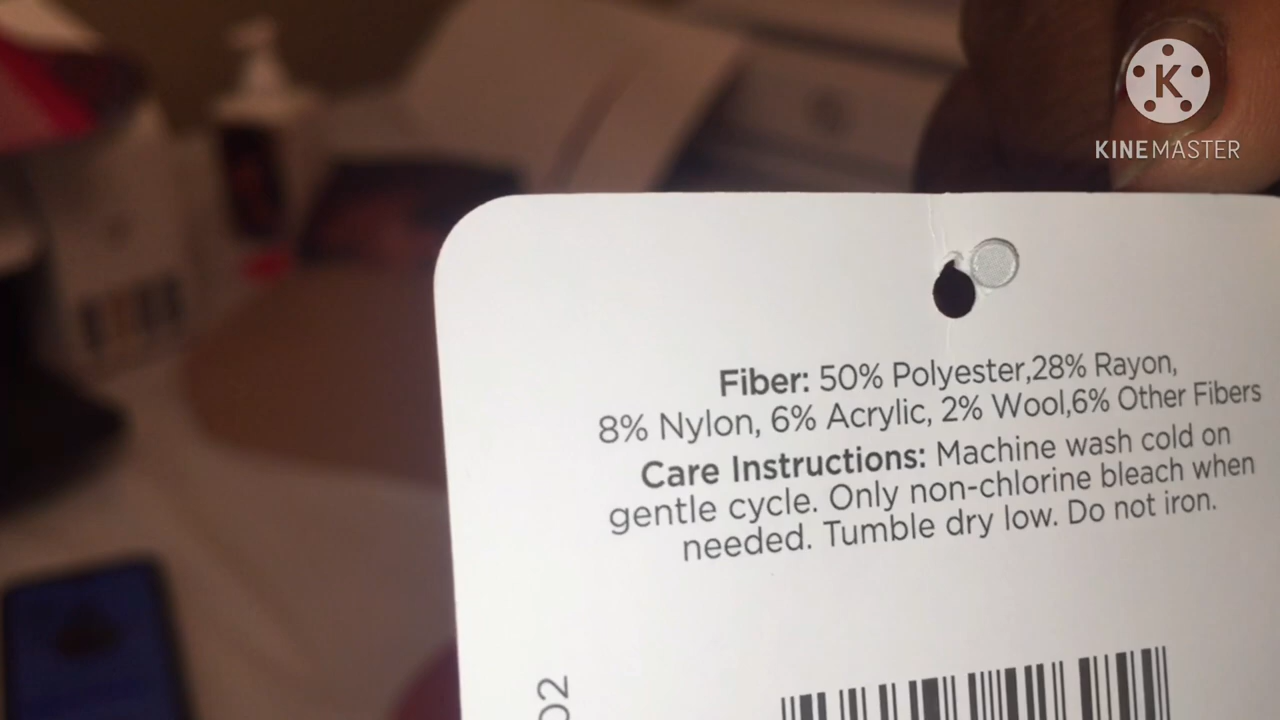 K
KINEMASTER
Fiber: 50% Polyester,28% Rayon,
8% Nylon, 6% Acrylic, 2% Wool,6% Other Fibers
Care Instructions: Machine wash cold on
gentle cycle. Only non-chlorine bleach when
needed. Tumble dry low. Do not iron.
02